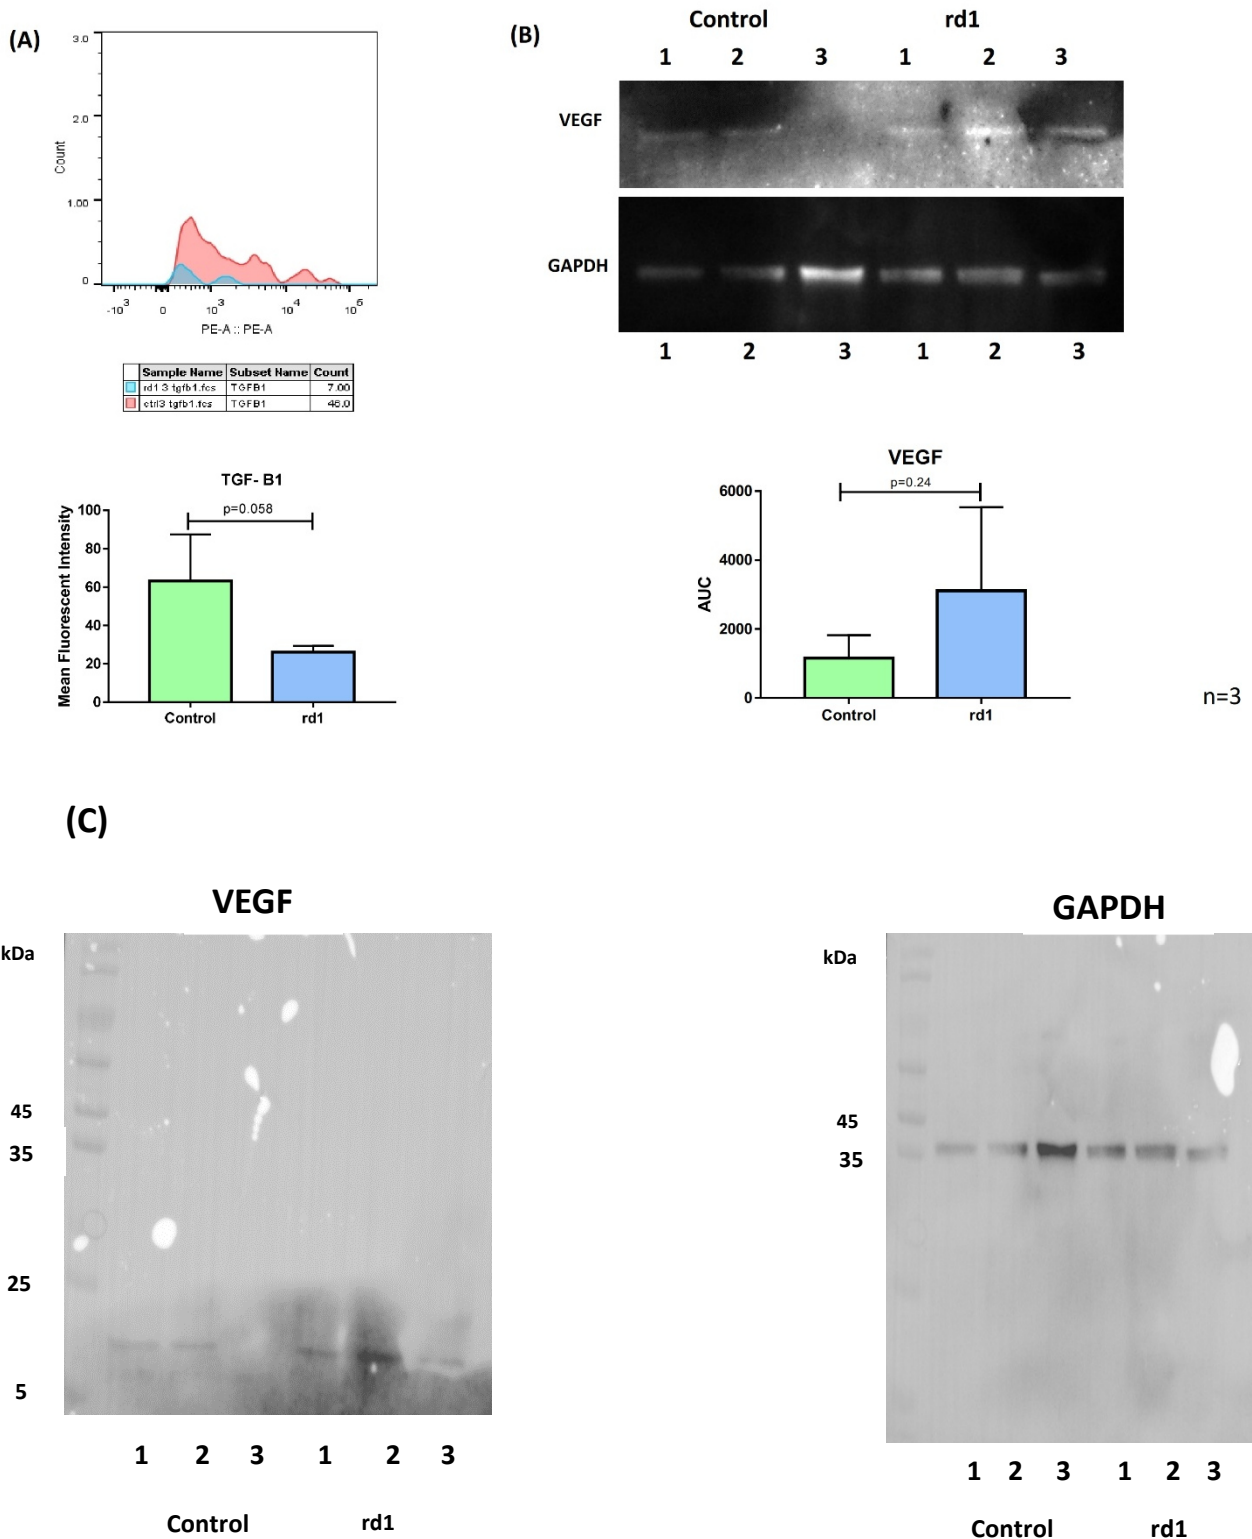 (A)
3.0
2.0
1.00
0
Count
-10^3 0 10^3 10^4 10^5
PE-A :: PE-A
Sample Name Subset Name Count
rd1 3 tgfb1.fcs TGFB1 7.00
ctrl3 tgfb1.fcs TGFB1 46.0
TGF- B1
p=0.058
100
80
60
40
20
0
Mean Fluorescent Intensity
Control rd1
(B)
Control rd1
1 2 3 1 2 3
VEGF
GAPDH
1 2 3 1 2 3
VEGF
p=0.24
6000
4000
2000
0
AUC
Control rd1
n=3
(C)
VEGF
kDa
45
35
25
5
1 2 3 1 2 3
Control rd1
GAPDH
kDa
45
35
1 2 3 1 2 3
Control rd1